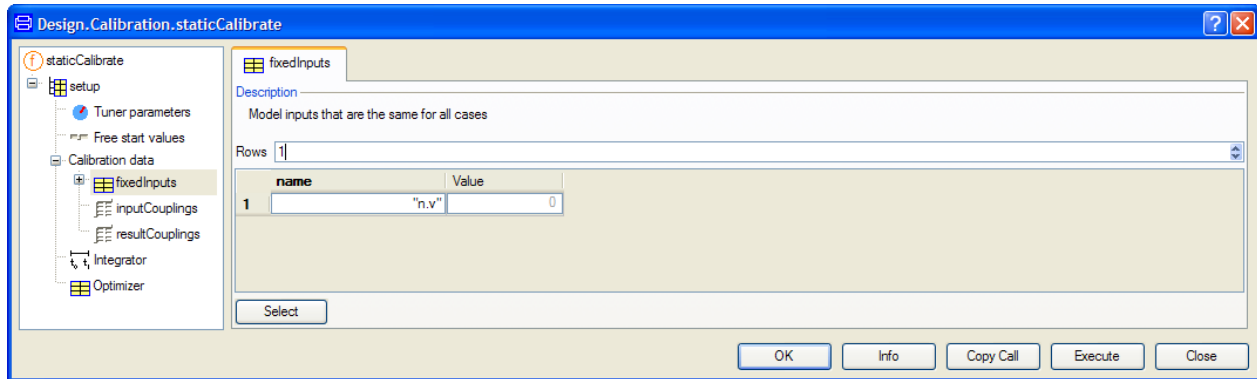 Design.Calibration.staticCalibrate
staticCalibrate
setup
Tuner parameters
Free start values
Calibration data
fixedInputs
inputCouplings
resultCouplings
Integrator
Optimizer
fixedInputs
Description
Model inputs that are the same for all cases
Rows 1
name Value
1 "n.v" 0
Select
OK Info Copy Call Execute Close